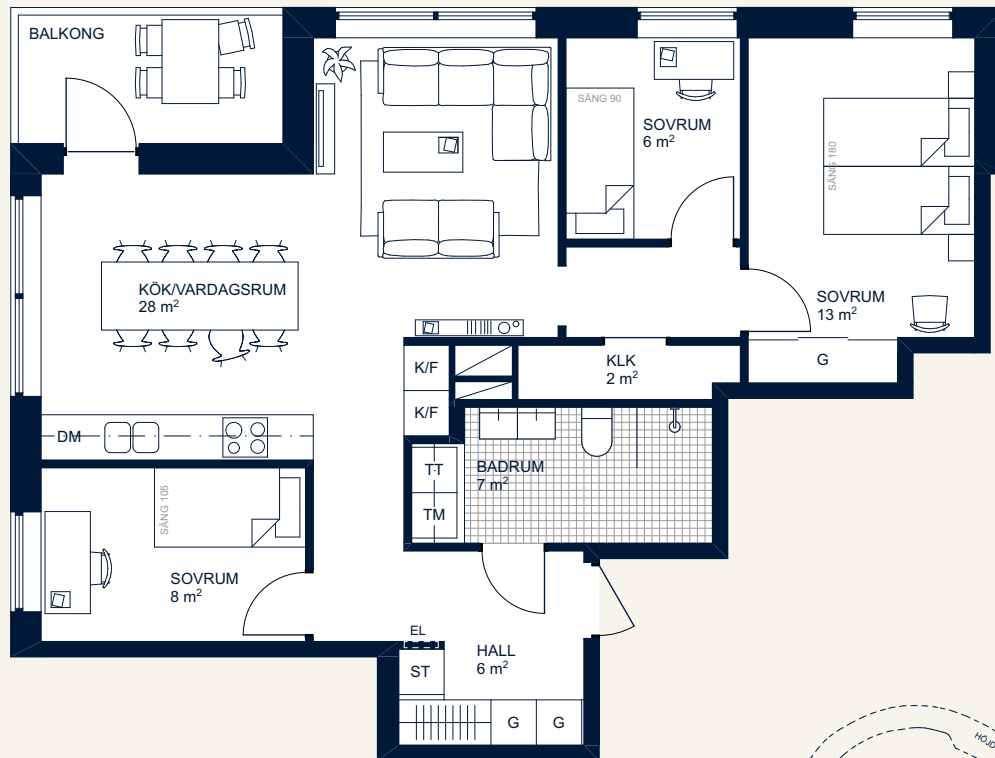 BALKONG
SÄNG 90
SOVRUM
6 m²
SÄNG 180
KÖK/VARDAGSRUM
28 m²
SOVRUM
13 m²
K/F
KLK
2 m²
G
K/F
DM
TT
BADRUM
7 m²
SÄNG 105
TM
SOVRUM
8 m²
EL
HALL
6 m²
ST
G
G
HÖJD